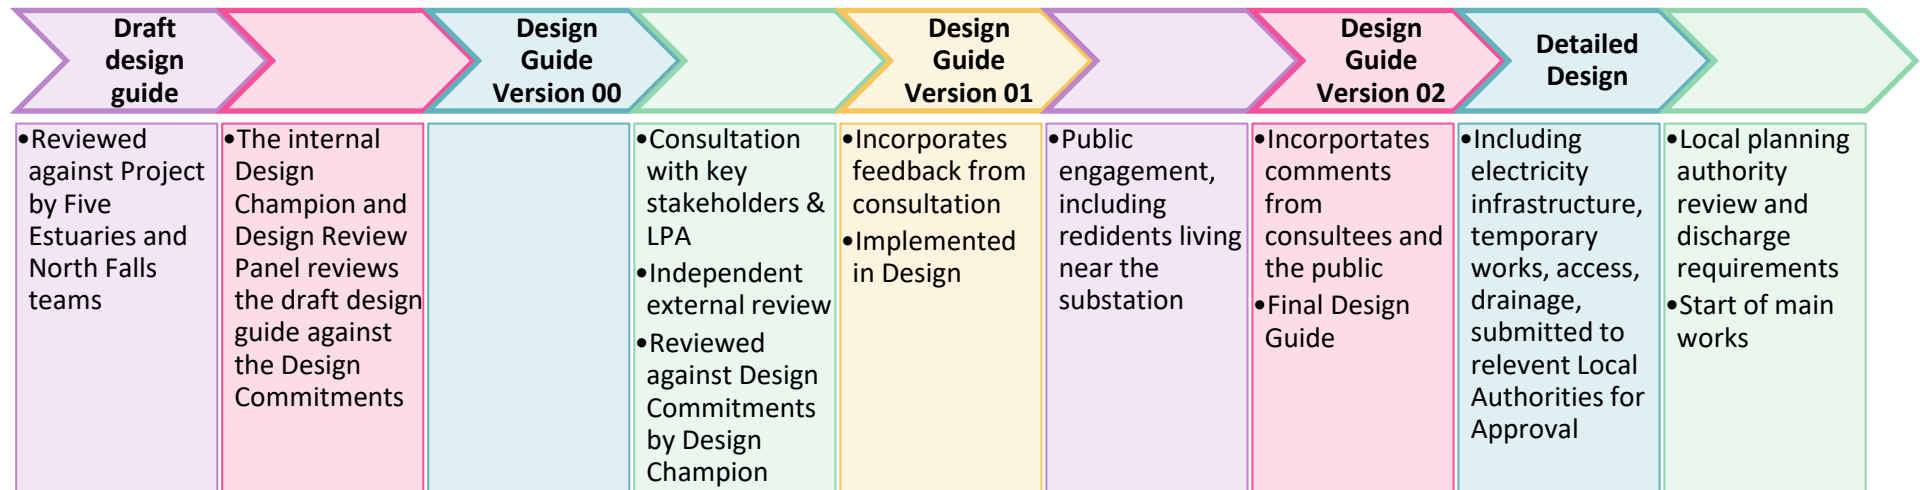 Draft
design
guide
Design
Guide
Version 00
Design
Guide
Version 01
Design
Guide
Version 02
Detailed
Design
•Reviewed
against Project
by Five
Estuaries and
North Falls
teams
•The internal
Design
Champion and
Design Review
Panel reviews
the draft design
guide against
the Design
Commitments
•Consultation
with key
stakeholders &
LPA
•Independent
external review
•Reviewed
against Design
Commitments
by Design
Champion
•Incorporates
feedback from
consultation
•Implemented
in Design
•Public
engagement,
including
redidents living
near the
substation
•Incorportates
comments
from
consultees and
the public
•Final Design
Guide
•Including
electricity
infrastructure,
temporary
works, access,
drainage,
submitted to
relevent Local
Authorities for
Approval
•Local planning
authority
review and
discharge
requirements
•Start of main
works